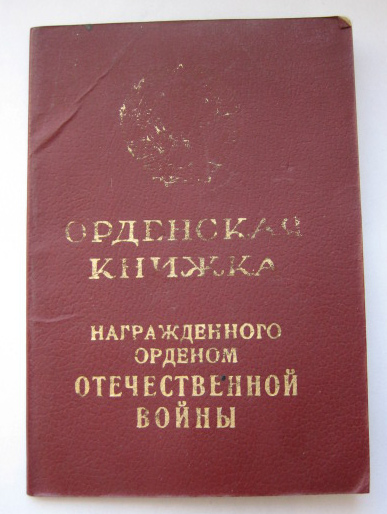 ОРДЕНСКАЯ
КНИЖКА
НАГРАЖДЕННОГО
ОРДЕНОМ
ОТЕЧЕСТВЕННОЙ
ВОЙНЫ